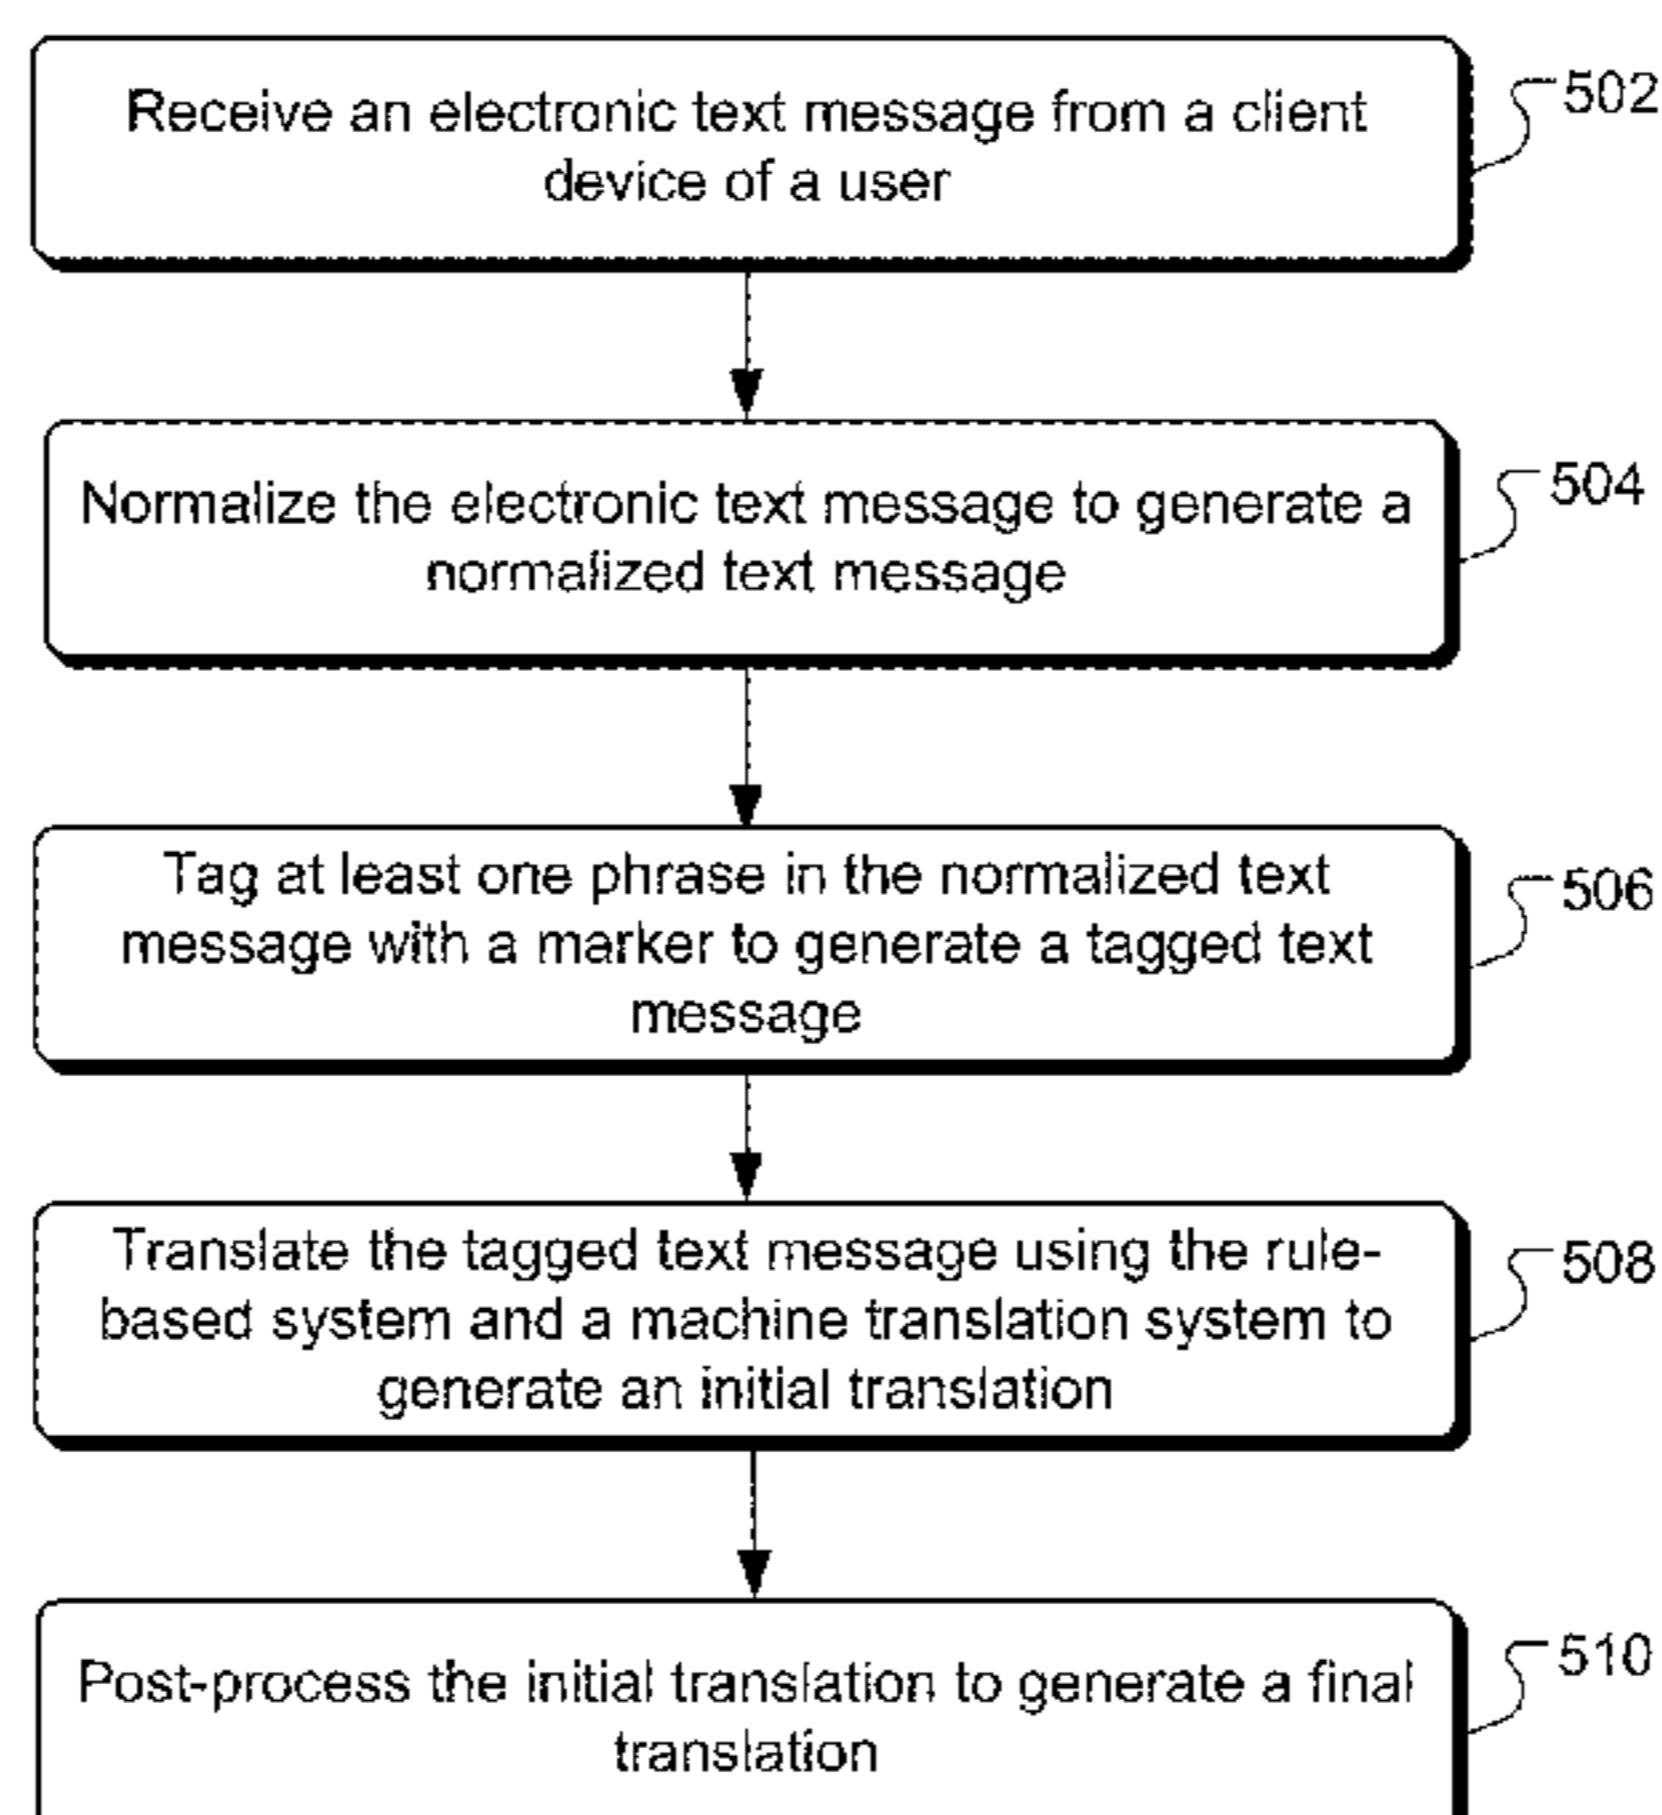 Receive an electronic text message from a client
device of a user
502
Normalize the electronic text message to generate a
normalized text message
504
Tag at least one phrase in the normalized text
message with a marker to generate a tagged text
message
506
Translate the tagged text message using the rule-
based system and a machine translation system to
generate an initial translation
508
Post-process the initial translation to generate a final
translation
510